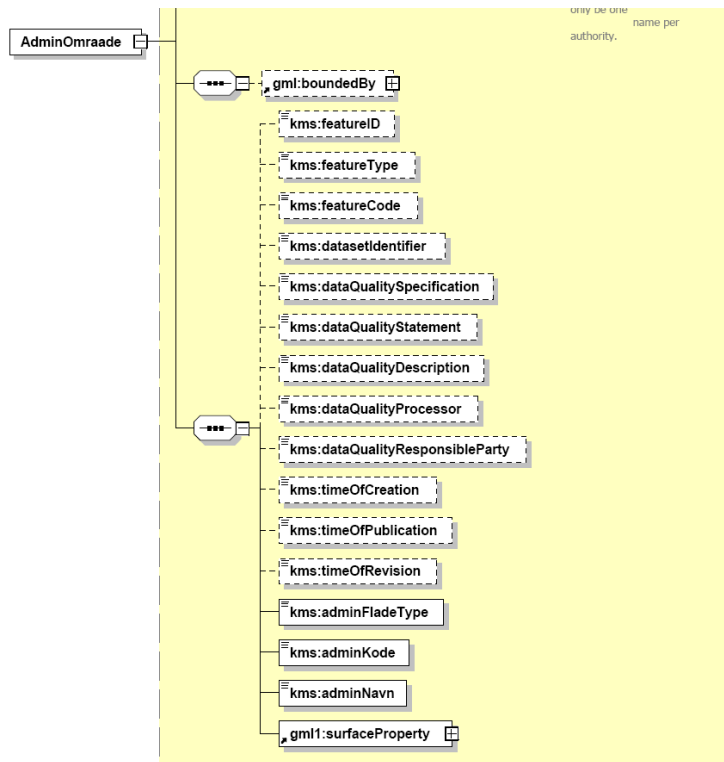 only be one
name per
authority.
AdminOmraade
gml:boundedBy
kms:featureID
kms:featureType
kms:featureCode
kms:datasetIdentifier
kms:dataQualitySpecification
kms:dataQualityStatement
kms:dataQualityDescription
kms:dataQualityProcessor
kms:dataQualityResponsibleParty
kms:timeOfCreation
kms:timeOfPublication
kms:timeOfRevision
kms:adminFladeType
kms:adminKode
kms:adminNavn
gml1:surfaceProperty